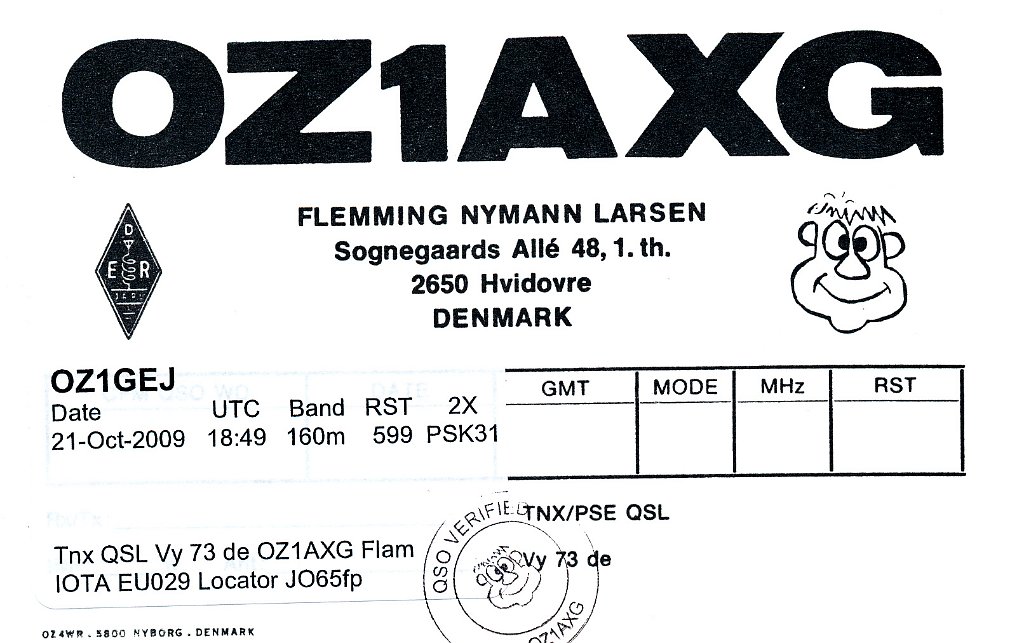 OZ1AXG
FLEMMING NYMANN LARSEN
Sognegaards Allé 48, 1. th.
2650 Hvidovre
DENMARK
D
E R
OZ1GEJ
Date UTC Band RST 2X
21-Oct-2009 18:49 160m 599 PSK31
GMT MODE MHz RST
TNX/PSE QSL
Vy 73 de
QSO VERIFIED
OZ1AXG
Tnx QSL Vy 73 de OZ1AXG Flam
IOTA EU029 Locator JO65fp
OZ4WR . 5800 NYBORG . DENMARK